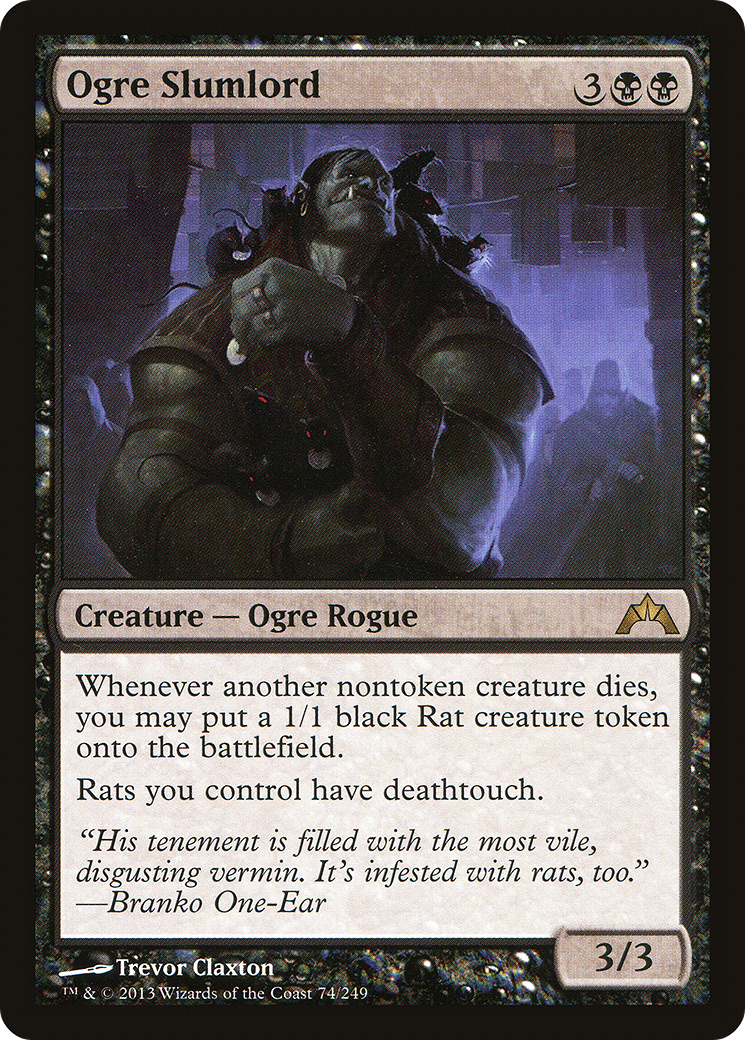 Ogre Slumlord 3
Creature — Ogre Rogue
Whenever another nontoken creature dies,
you may put a 1/1 black Rat creature token
onto the battlefield.
Rats you control have deathtouch.
“His tenement is filled with the most vile,
disgusting vermin. It’s infested with rats, too.”
—Branko One-Ear
3/3
Trevor Claxton
™ & © 2013 Wizards of the Coast 74/249